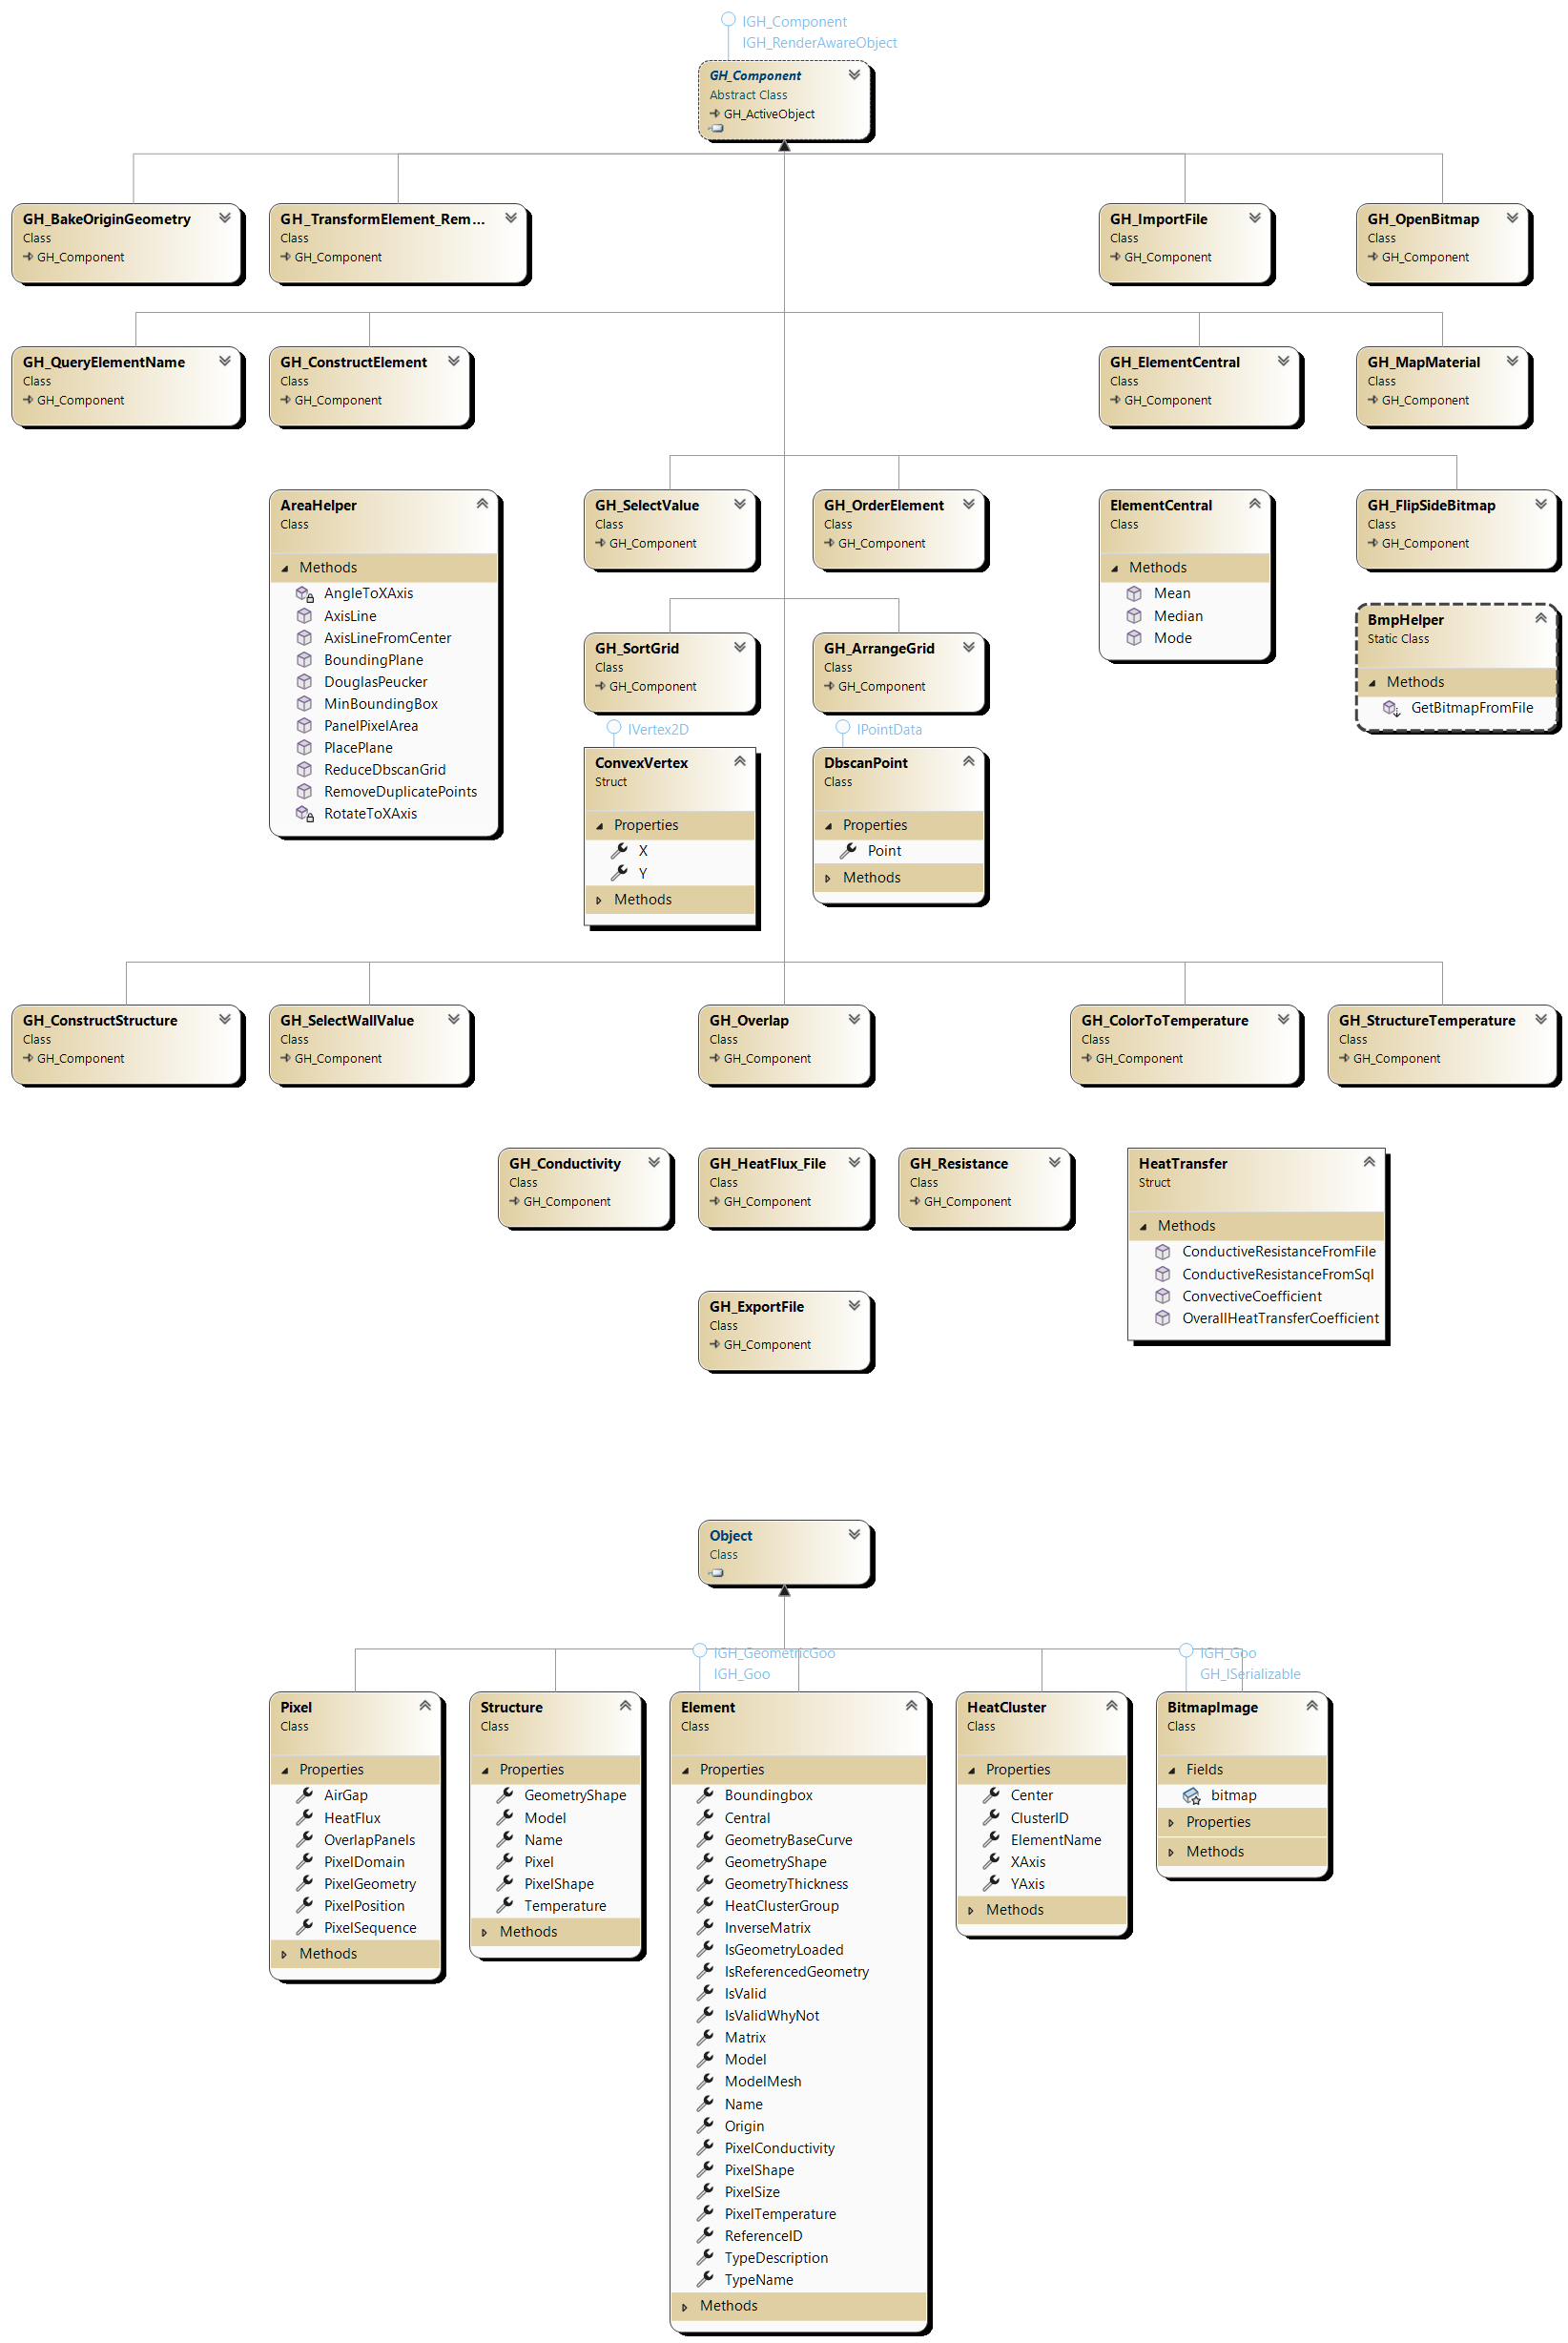 IGH_Component
IGH_RenderAwareObject
GH_Component
Abstract Class
GH_ActiveObject
GH_BakeOriginGeometry
Class
GH_Component
GH_TransformElement_Rem...
Class
GH_Component
GH_ImportFile
Class
GH_Component
GH_OpenBitmap
Class
GH_Component
GH_QueryElementName
Class
GH_Component
GH_ConstructElement
Class
GH_Component
GH_ElementCentral
Class
GH_Component
GH_MapMaterial
Class
GH_Component
AreaHelper
Class
Methods
AngleToXAxis
AxisLine
AxisLineFromCenter
BoundingPlane
DouglasPeucker
MinBoundingBox
PanelPixelArea
PlacePlane
ReduceDbscanGrid
RemoveDuplicatePoints
RotateToXAxis
GH_SelectValue
Class
GH_Component
GH_OrderElement
Class
GH_Component
ElementCentral
Class
Methods
Mean
Median
Mode
GH_FlipSideBitmap
Class
GH_Component
GH_SortGrid
Class
GH_Component
GH_ArrangeGrid
Class
GH_Component
BmpHelper
Static Class
Methods
GetBitmapFromFile
IVertex2D
ConvexVertex
Struct
Properties
X
Y
Methods
IPointData
DbscanPoint
Class
Properties
Point
Methods
GH_ConstructStructure
Class
GH_Component
GH_SelectWallValue
Class
GH_Component
GH_Overlap
Class
GH_Component
GH_ColorToTemperature
Class
GH_Component
GH_StructureTemperature
Class
GH_Component
GH_Conductivity
Class
GH_Component
GH_HeatFlux_File
Class
GH_Component
GH_Resistance
Class
GH_Component
HeatTransfer
Struct
Methods
ConductiveResistanceFromFile
ConductiveResistanceFromSql
ConvectiveCoefficient
OverallHeatTransferCoefficient
GH_ExportFile
Class
GH_Component
Object
Class
Pixel
Class
Properties
AirGap
HeatFlux
OverlapPanels
PixelDomain
PixelGeometry
PixelPosition
PixelSequence
Methods
Structure
Class
Properties
GeometryShape
Model
Name
Pixel
PixelShape
Temperature
Methods
IGH_GeometricGoo
IGH_Goo
Element
Class
Properties
Boundingbox
Central
GeometryBaseCurve
GeometryShape
GeometryThickness
HeatClusterGroup
InverseMatrix
IsGeometryLoaded
IsReferencedGeometry
IsValid
IsValidWhyNot
Matrix
Model
ModelMesh
Name
Origin
PixelConductivity
PixelShape
PixelSize
PixelTemperature
ReferenceID
TypeDescription
TypeName
Methods
HeatCluster
Class
Properties
Center
ClusterID
ElementName
XAxis
YAxis
Methods
IGH_Goo
GH_ISerializable
BitmapImage
Class
Fields
bitmap
Properties
Methods